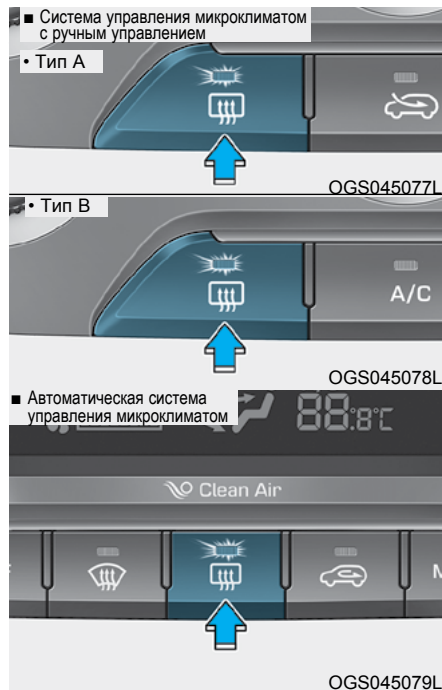 ■ Система управления микроклиматом
с ручным управлением
• Тип А
OGS045077L
• Тип В
A/C
OGS045078L
■ Автоматическая система
управления микроклиматом
88:8°C
Clean Air
OGS045079L